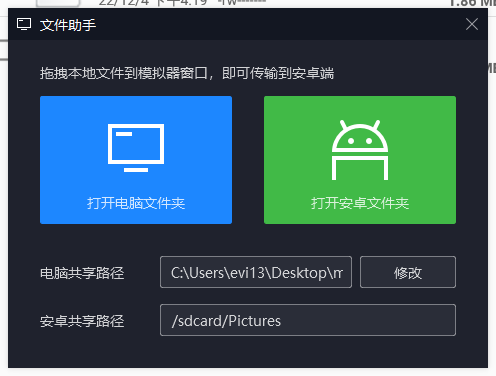 22/12/4 下午4:19 -rw-------
1.86 MB
文件助手
拖拽本地文件到模拟器窗口，即可传输到安卓端
打开电脑文件夹
打开安卓文件夹
电脑共享路径
C:\Users\evi13\Desktop\m
修改
安卓共享路径
/sdcard/Pictures